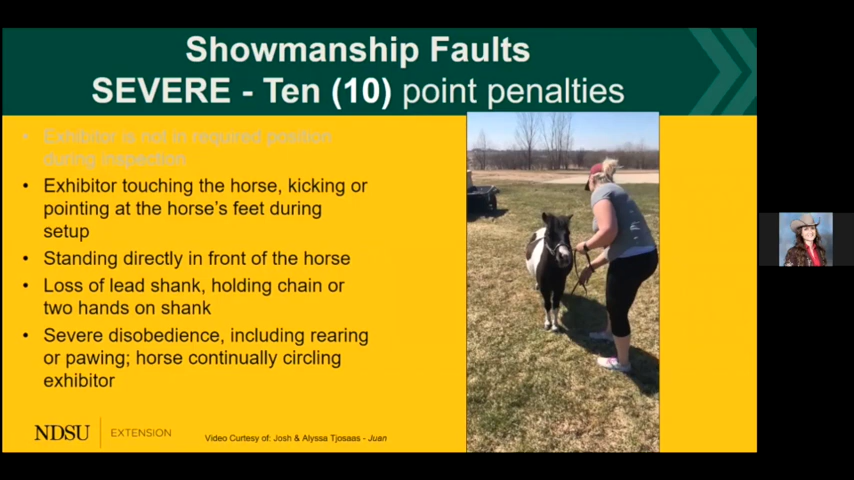 Showmanship Faults
SEVERE - Ten (10) point penalties
• Exhibitor is not in required position
during inspection
• Exhibitor touching the horse, kicking or
pointing at the horse's feet during
setup
• Standing directly in front of the horse
• Loss of lead shank, holding chain or
two hands on shank
• Severe disobedience, including rearing
or pawing; horse continually circling
exhibitor
NDSU EXTENSION
Video Curtesy of: Josh & Alyssa Tjosaas - Juan